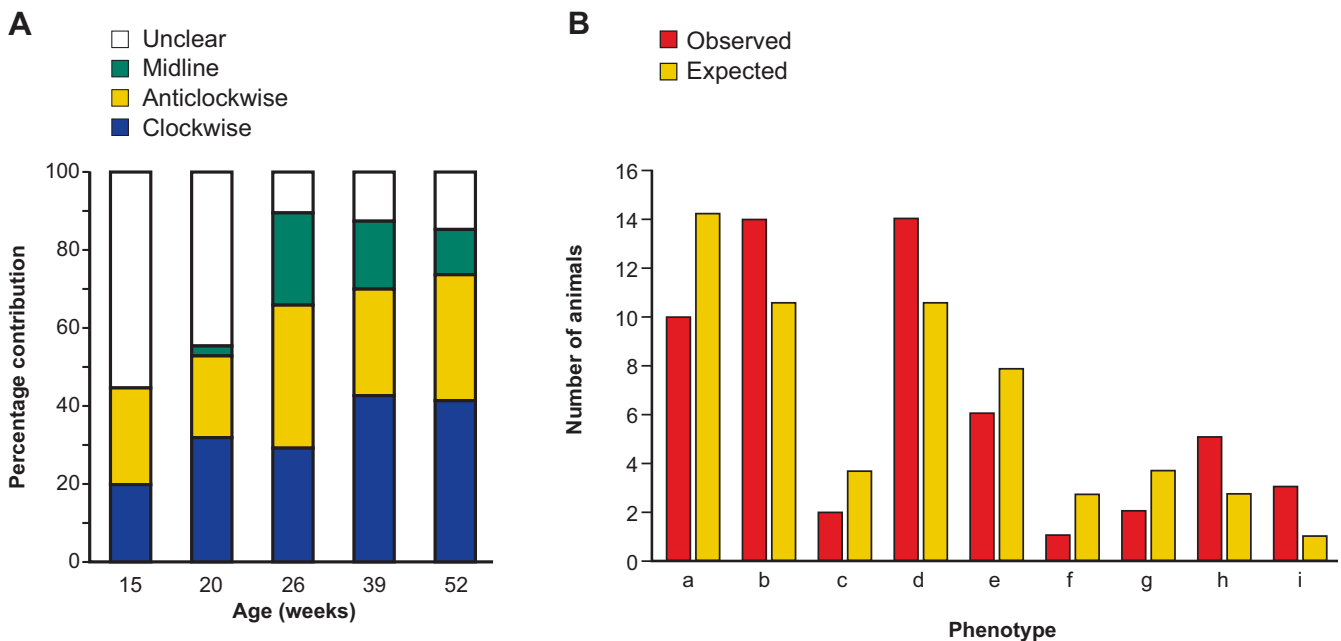 A
Unclear
Midline
Anticlockwise
Clockwise
Percentage contribution
100
80
60
40
20
0
15 20 26 39 52
Age (weeks)
B
Observed
Expected
Number of animals
16
14
12
10
8
6
4
2
0
a b c d e f g h i
Phenotype